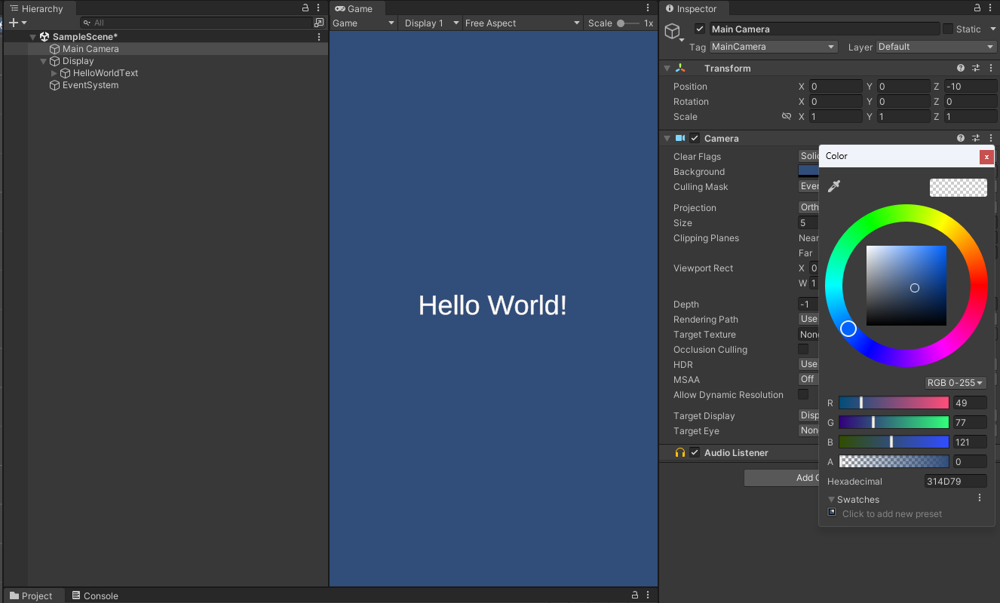 Hierarchy
All
SampleScene*
Main Camera
Display
HelloWorldText
EventSystem
Game
Game Display 1 Free Aspect Scale 1x
Hello World!
Inspector
Main Camera Static
Tag MainCamera Layer Default
Transform
Position X 0 Y 0 Z -10
Rotation X 0 Y 0 Z 0
Scale X 1 Y 1 Z 1
Camera
Clear Flags Solid
Background
Culling Mask Ever
Projection Orth
Size 5
Clipping Planes Near
Far
Viewport Rect X 0
W 1
Depth -1
Rendering Path Use
Target Texture None
Occlusion Culling
HDR Use
MSAA Off
Allow Dynamic Resolution
Target Display Disp
Target Eye Non
Audio Listener
Add C
Color
x
RGB 0-255
R 49
G 77
B 121
A 0
Hexadecimal 314D79
Swatches
Click to add new preset
Project Console